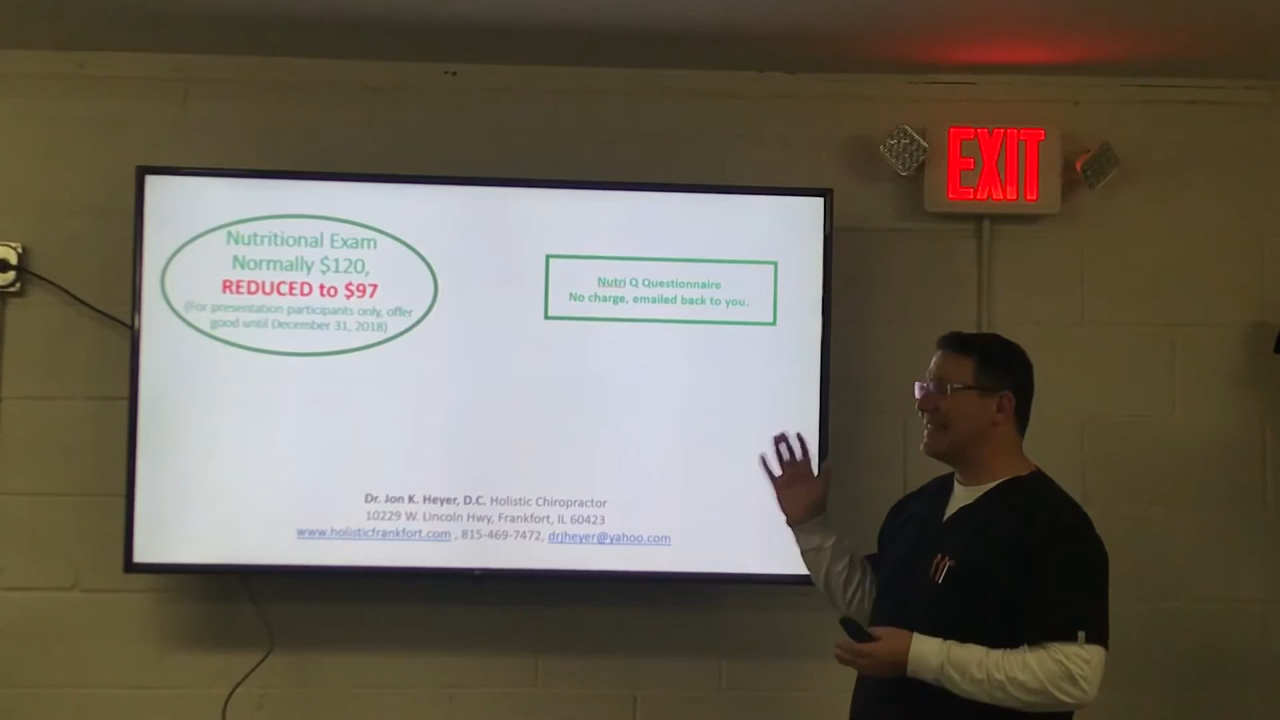 Nutritional Exam
Normally $120,
REDUCED to $97
(For presentation participants only, offer
good until December 31, 2018)
Nutri Q Questionnaire
No charge, emailed back to you.
Dr. Jon K. Heyer, D.C. Holistic Chiropractor
10229 W. Lincoln Hwy, Frankfort, IL 60423
www.holisticfrankfort.com , 815-469-7472, drjheyer@yahoo.com
EXIT